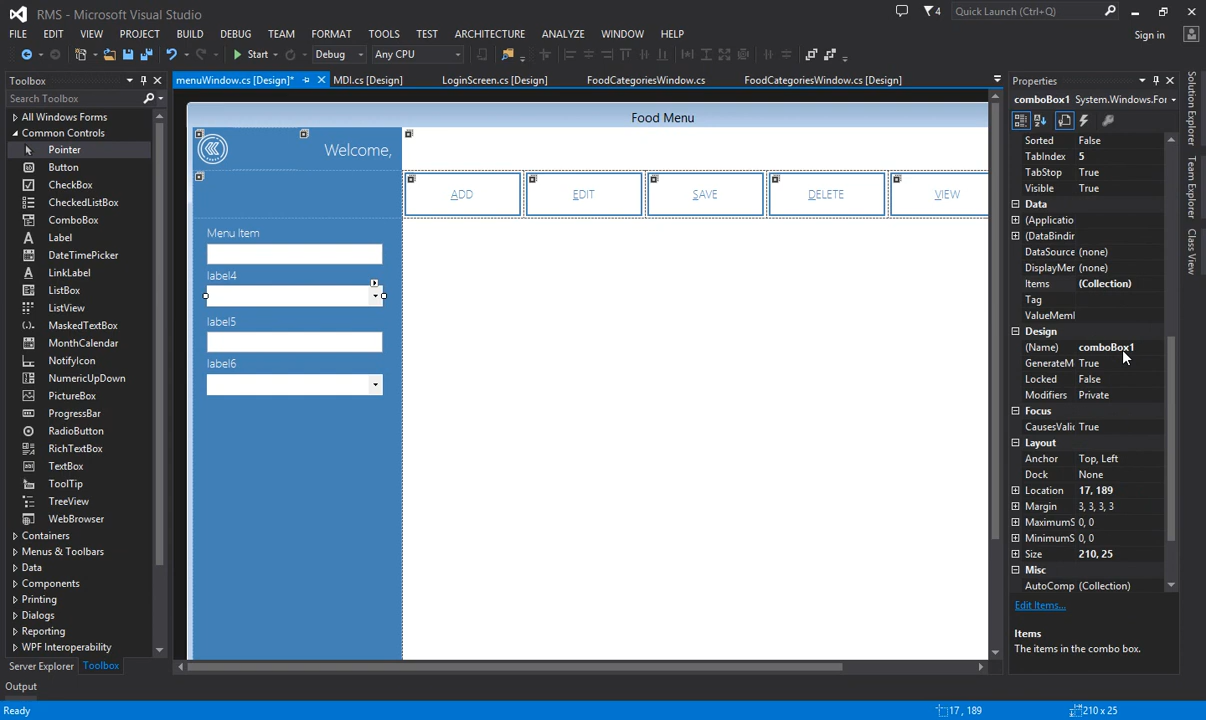 RMS - Microsoft Visual Studio
4
Quick Launch (Ctrl+Q)
FILE EDIT VIEW PROJECT BUILD DEBUG TEAM FORMAT TOOLS TEST ARCHITECTURE ANALYZE WINDOW HELP
Sign in
Start Debug Any CPU
Toolbox
Search Toolbox
All Windows Forms
Common Controls
Pointer
Button
CheckBox
CheckedListBox
ComboBox
Label
DateTimePicker
LinkLabel
ListBox
ListView
MaskedTextBox
MonthCalendar
NotifyIcon
NumericUpDown
PictureBox
ProgressBar
RadioButton
RichTextBox
TextBox
ToolTip
TreeView
WebBrowser
Containers
Menus & Toolbars
Data
Components
Printing
Dialogs
Reporting
WPF Interoperability
Server Explorer Toolbox
menuWindow.cs [Design]* MDI.cs [Design] LoginScreen.cs [Design] FoodCategoriesWindow.cs FoodCategoriesWindow.cs [Design]
Food Menu
Welcome,
ADD EDIT SAVE DELETE VIEW
Menu Item
label4
label5
label6
Properties
comboBox1 System.Windows.For
Sorted False
TabIndex 5
TabStop True
Visible True
Data
(Applicatio
(DataBindir
DataSource (none)
DisplayMer (none)
Items (Collection)
Tag
ValueMeml
Design
(Name) comboBox1
GenerateM True
Locked False
Modifiers Private
Focus
CausesValic True
Layout
Anchor Top, Left
Dock None
Location 17, 189
Margin 3, 3, 3, 3
MaximumS 0, 0
MinimumS 0, 0
Size 210, 25
Misc
AutoComp (Collection)
Edit Items...
Items
The items in the combo box.
Solution Explorer
Team Explorer
Class View
Output
Ready
17 , 189
210 x 25